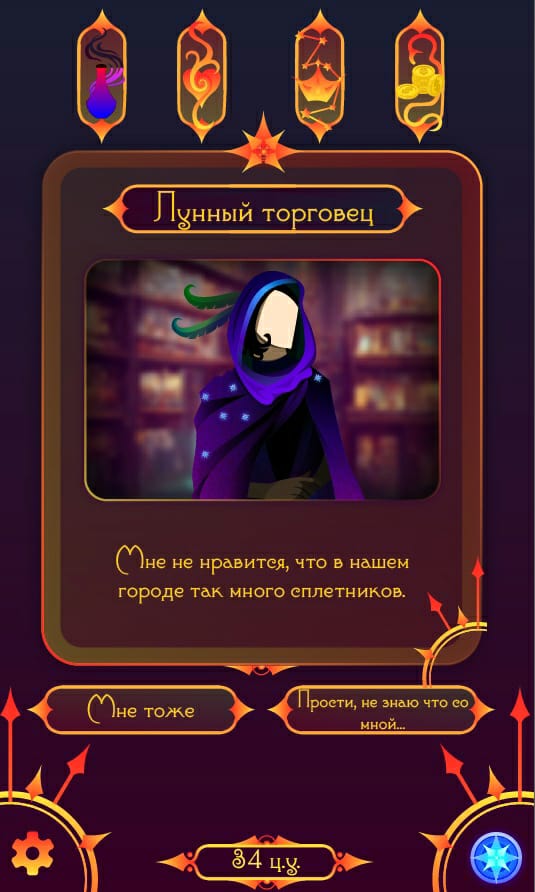 Лунный торговец
Мне не нравится, что в нашем
городе так много сплетников.
Мне тоже
Прости, не знаю что со
мной...
34 ц.у.